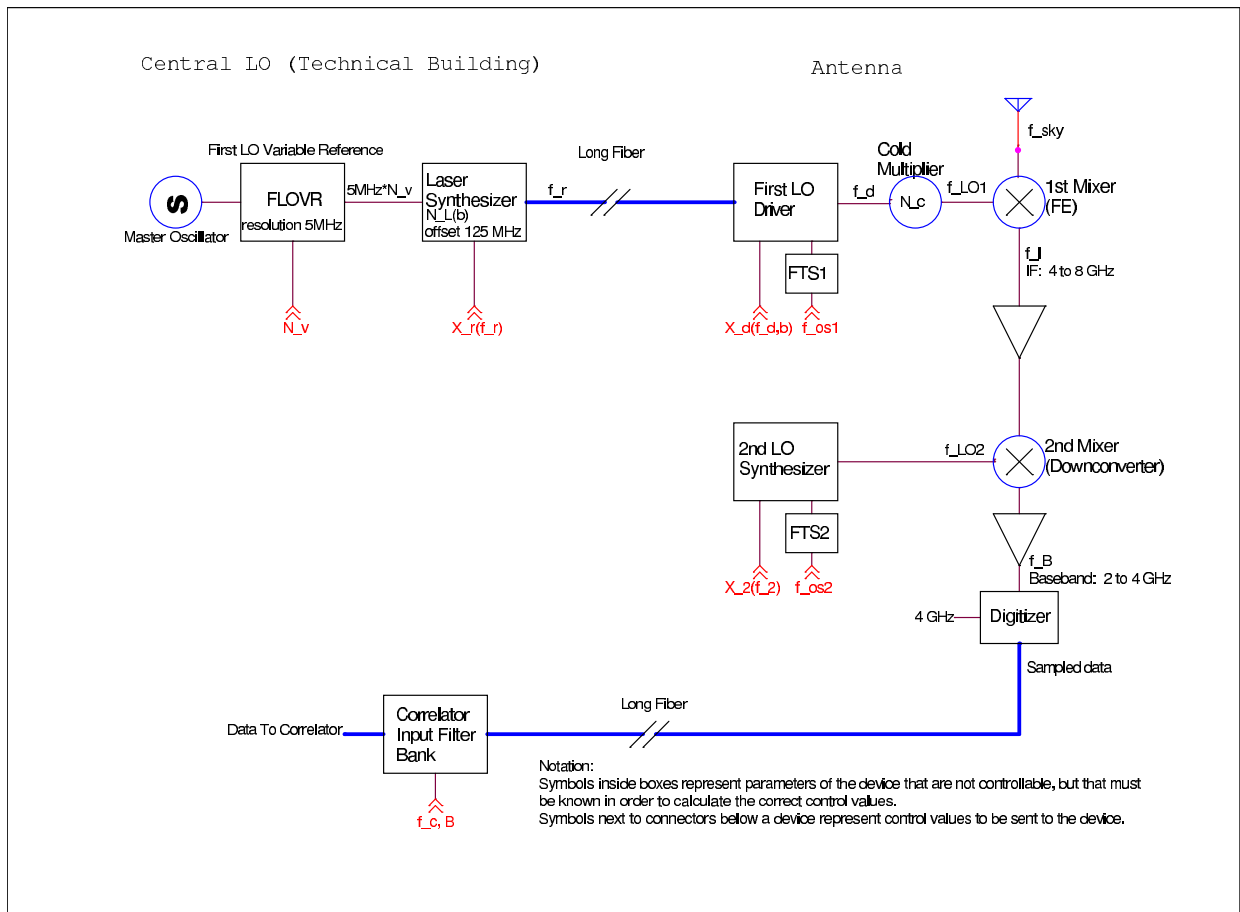 Central LO (Technical Building)
Antenna
f_sky
First LO Variable Reference
Long Fiber
Cold
Multiplier
FLOVR
resolution 5MHz
5MHz*N_v
Laser
Synthesizer
N_L(b)
offset 125 MHz
f_r
First LO
Driver
f_d
N_c
f_LO1
1st Mixer
(FE)
S
Master Oscillator
FTS1
f_I
IF: 4 to 8 GHz
N_v
X_r(f_r)
X_d(f_d,b)
f_os1
2nd LO
Synthesizer
f_LO2
2nd Mixer
(Downconverter)
FTS2
X_2(f_2)
f_os2
f_B
Baseband: 2 to 4 GHz
4 GHz
Digitizer
Sampled data
Data To Correlator
Correlator
Input Filter
Bank
Long Fiber
f_c, B
Notation:
Symbols inside boxes represent parameters of the device that are not controllable, but that must
be known in order to calculate the correct control values.
Symbols next to connectors below a device represent control values to be sent to the device.